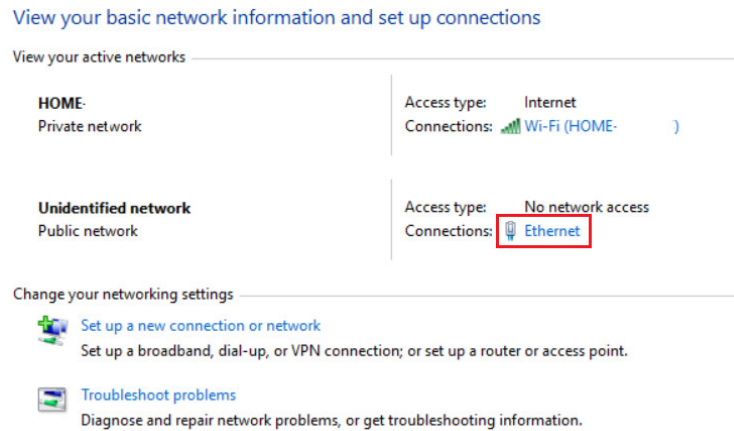 View your basic network information and set up connections
View your active networks
HOME-
Private network
Access type: Internet
Connections: Wi-Fi (HOME- )
Unidentified network
Public network
Access type: No network access
Connections: Ethernet
Change your networking settings
Set up a new connection or network
Set up a broadband, dial-up, or VPN connection; or set up a router or access point.
Troubleshoot problems
Diagnose and repair network problems, or get troubleshooting information.